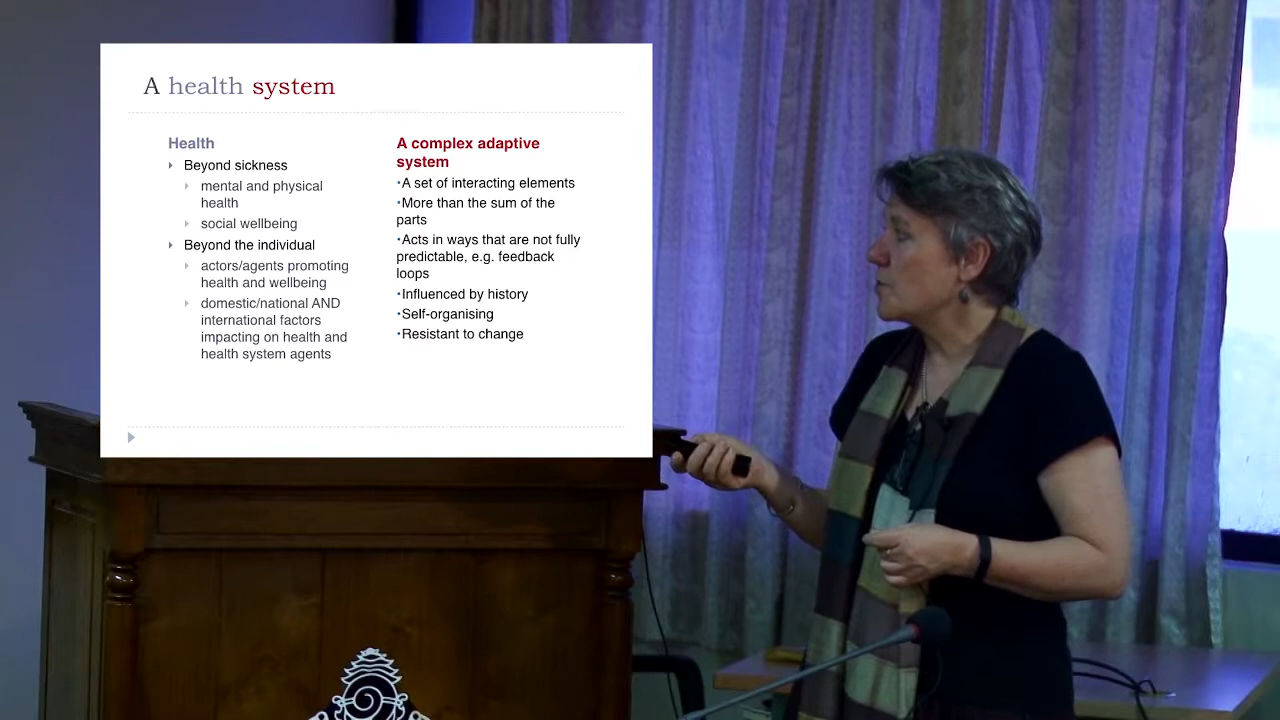 A health system
Health
Beyond sickness
mental and physical
health
social wellbeing
Beyond the individual
actors/agents promoting
health and wellbeing
domestic/national AND
international factors
impacting on health and
health system agents
A complex adaptive
system
•A set of interacting elements
•More than the sum of the
parts
•Acts in ways that are not fully
predictable, e.g. feedback
loops
•Influenced by history
•Self-organising
•Resistant to change